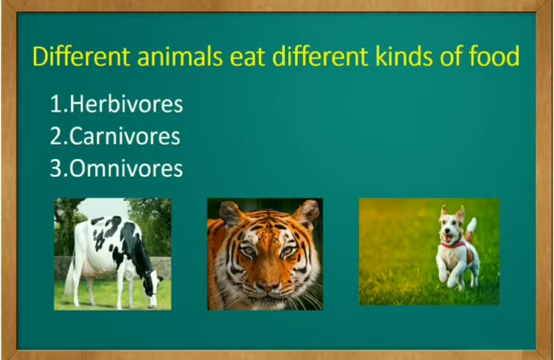 Different animals eat different kinds of food
1.Herbivores
2.Carnivores
3.Omnivores